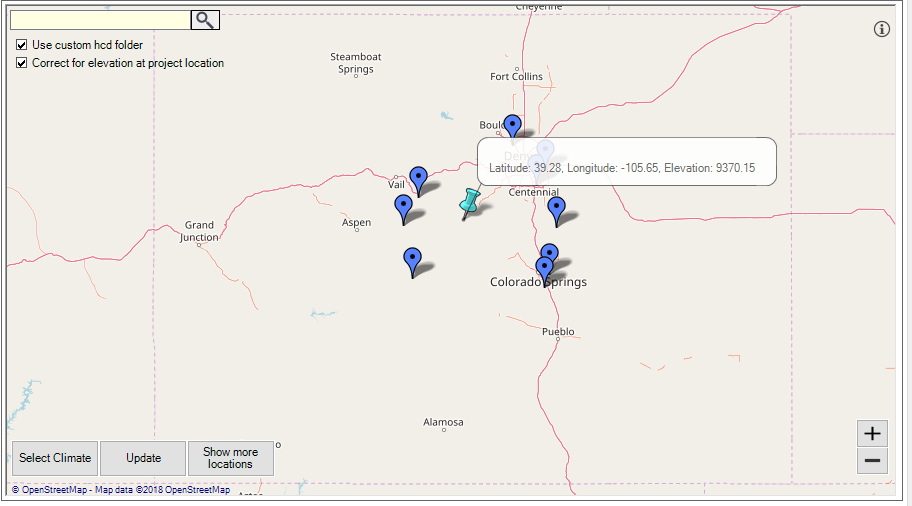 Cheyenne
Use custom hcd folder
Correct for elevation at project location
Steamboat
Springs
Fort Collins
Latitude: 39.28, Longitude: -105.65, Elevation: 9370.15
Vail
Centennial
Aspen
Grand
Junction
Colorado Springs
Pueblo
Alamosa
Select Climate
Update
Show more
locations
+
−
© OpenStreetMap - Map data ©2018 OpenStreetMap